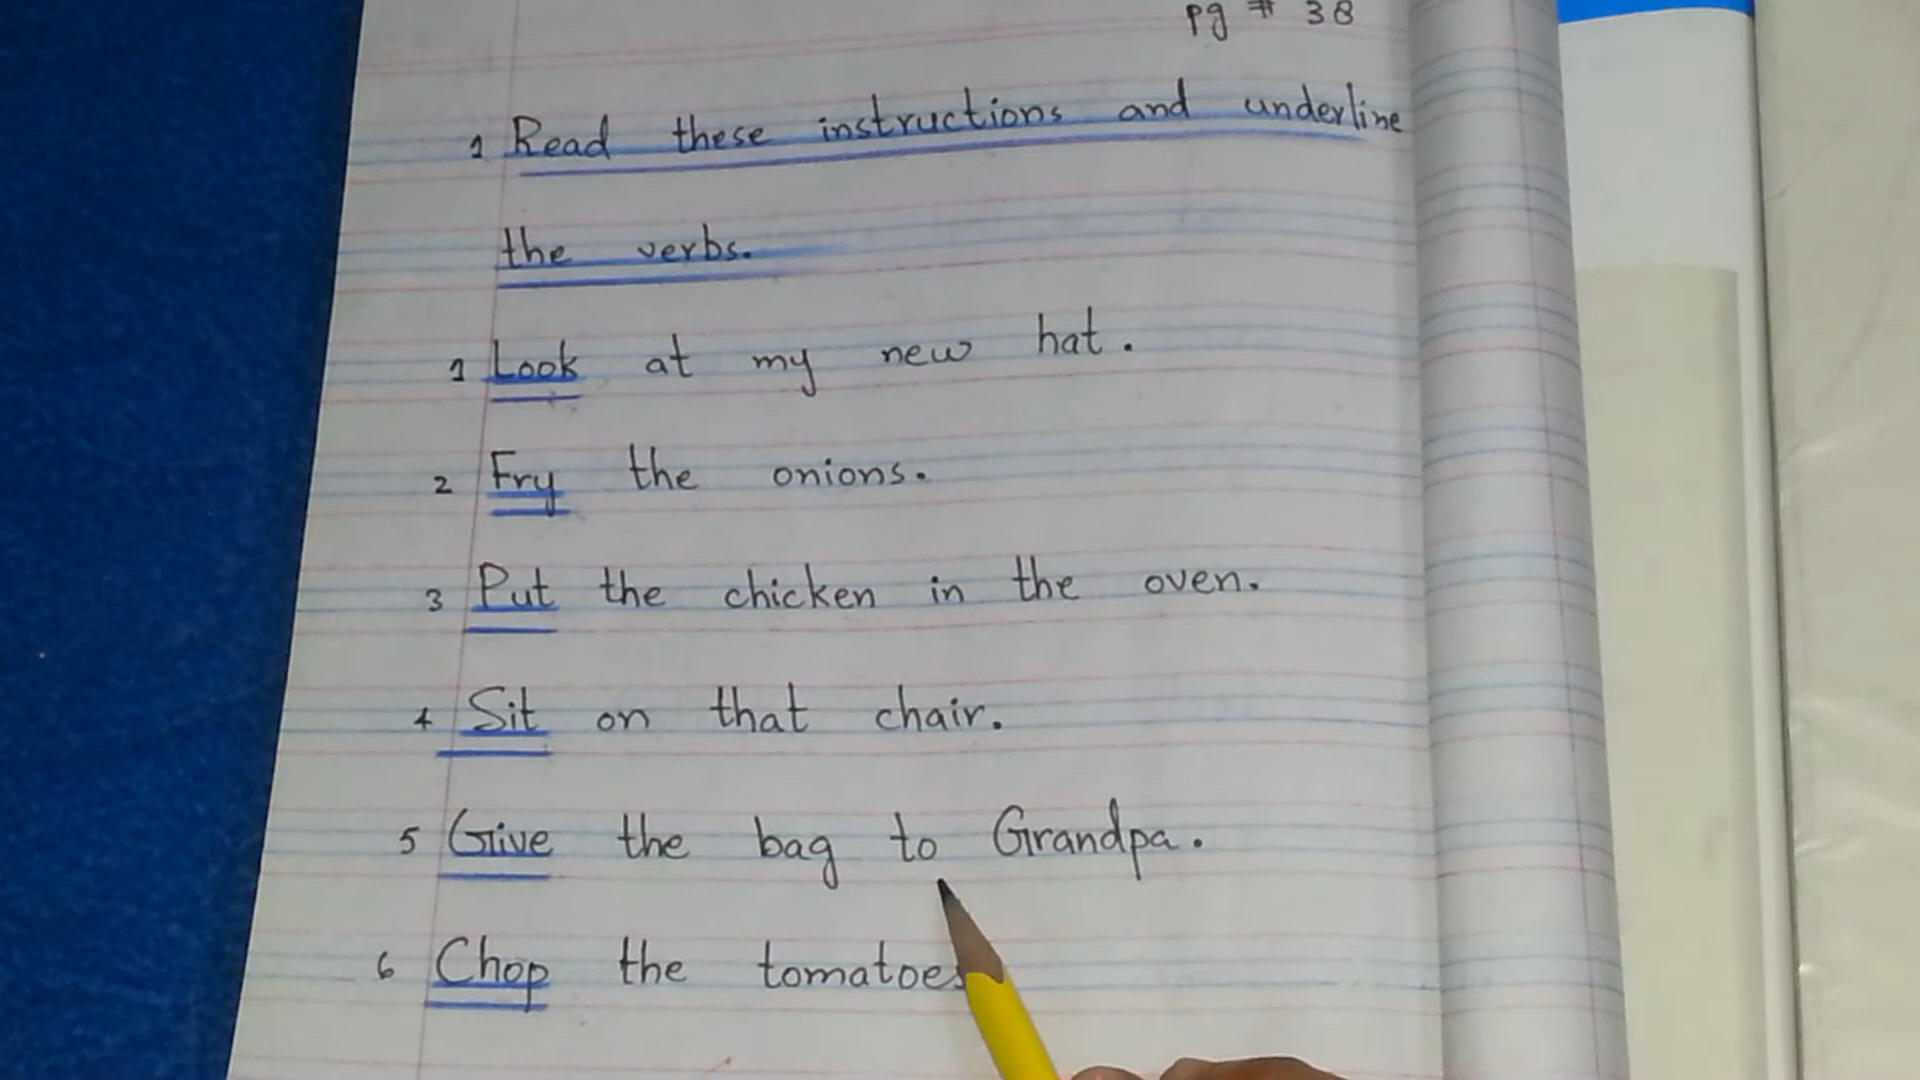 pg # 38
1 Read these instructions and underline
the verbs.
1 Look at my new hat.
2 Fry the onions.
3 Put the chicken in the oven.
4 Sit on that chair.
5 Give the bag to Grandpa.
6 Chop the tomatoes